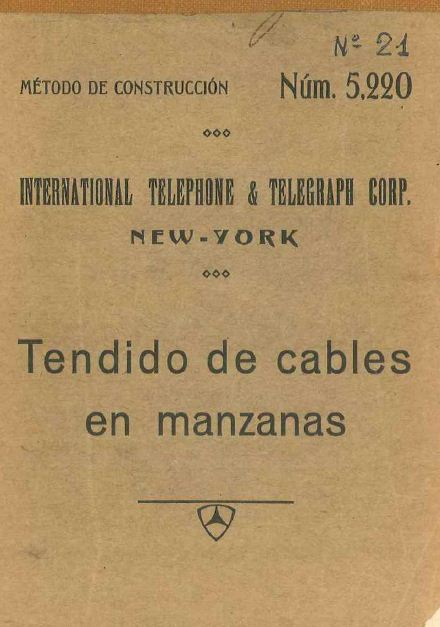 Nº 21
MÉTODO DE CONSTRUCCIÓN Núm. 5,220
INTERNATIONAL TELEPHONE & TELEGRAPH CORP.
NEW-YORK
Tendido de cables
en manzanas